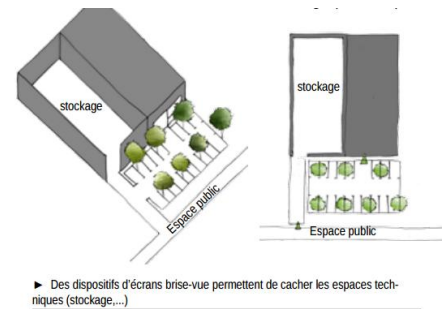 stockage
Espace public
stockage
Espace public
► Des dispositifs d'écrans brise-vue permettent de cacher les espaces tech-
niques (stockage,...)